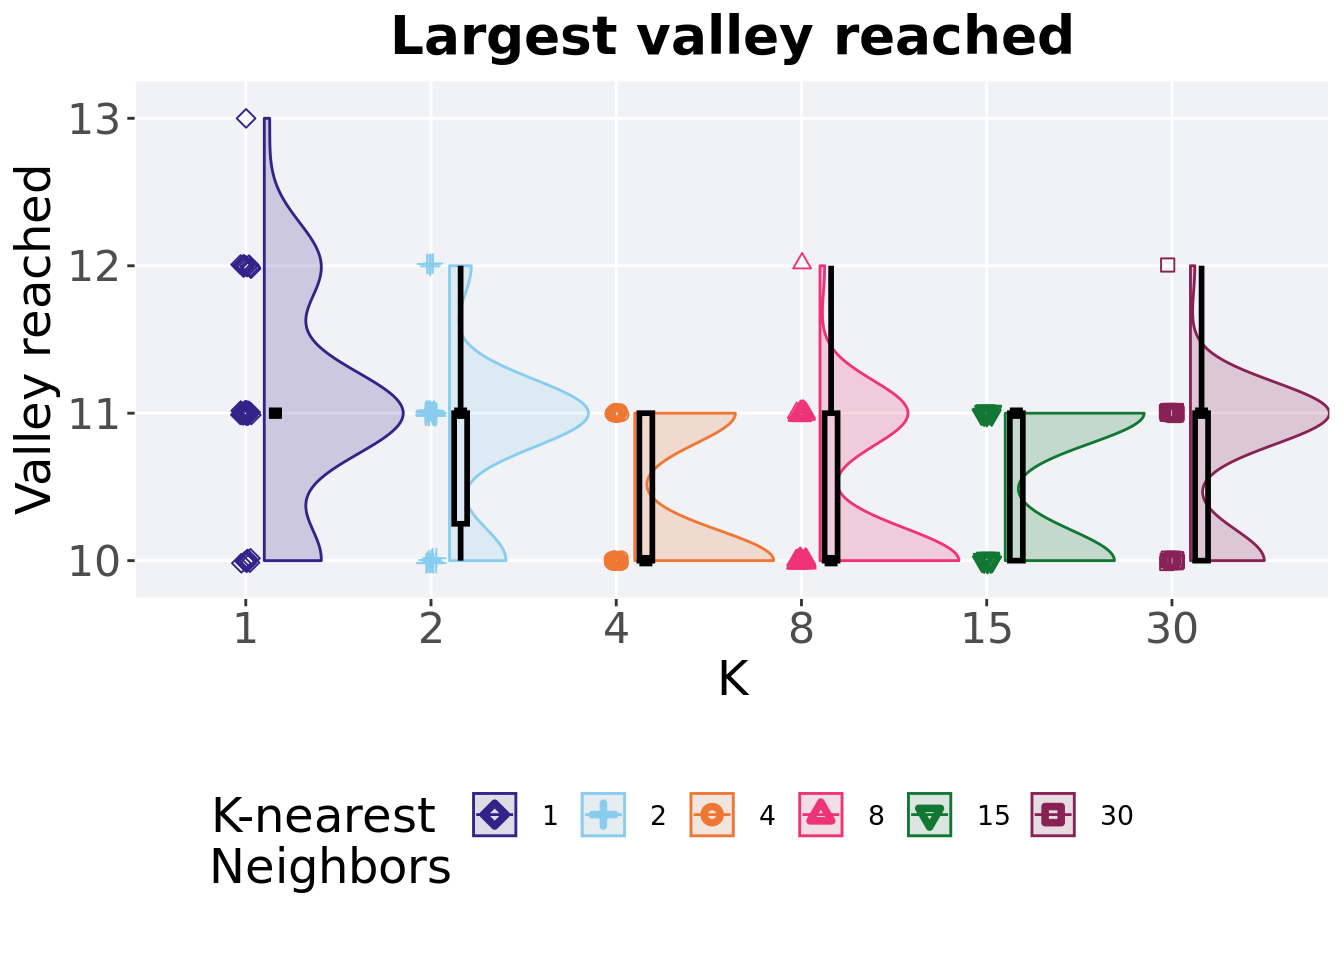 Largest valley reached
Valley reached
13
12
11
10
1 2 4 8 15 30
K
K-nearest
Neighbors
1 2 4 8 15 30